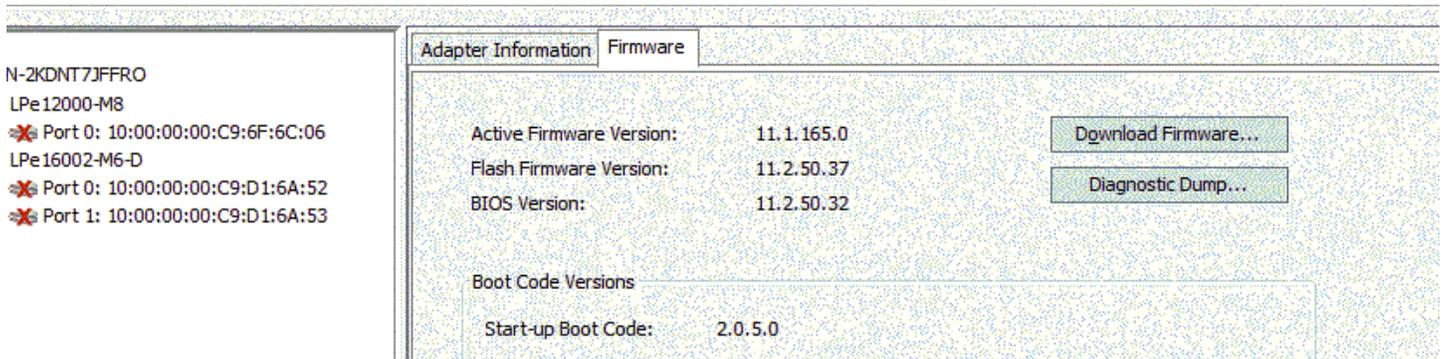 N-2KDNT7JFFRO
LPe12000-M8
Port 0: 10:00:00:00:C9:6F:6C:06
LPe16002-M6-D
Port 0: 10:00:00:00:C9:D1:6A:52
Port 1: 10:00:00:00:C9:D1:6A:53
Adapter Information Firmware
Active Firmware Version: 11.1.165.0 Download Firmware...
Flash Firmware Version: 11.2.50.37
Diagnostic Dump...
BIOS Version: 11.2.50.32
Boot Code Versions
Start-up Boot Code: 2.0.5.0